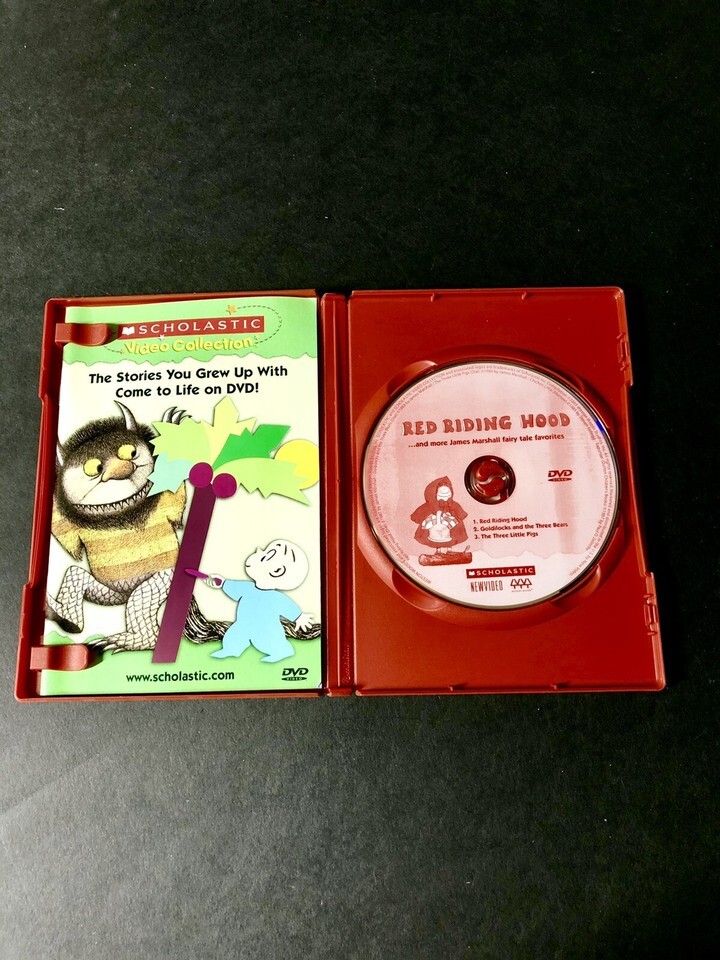 SCHOLASTIC
Video Collection
The Stories You Grew Up With
Come to Life on DVD!
www.scholastic.com
DVD
VIDEO
RED RIDING HOOD
...and more James Marshall fairy tale favorites
DVD
VIDEO
1. Red Riding Hood
2. Goldilocks and the Three Bears
3. The Three Little Pigs
SCHOLASTIC
NEWVIDEO